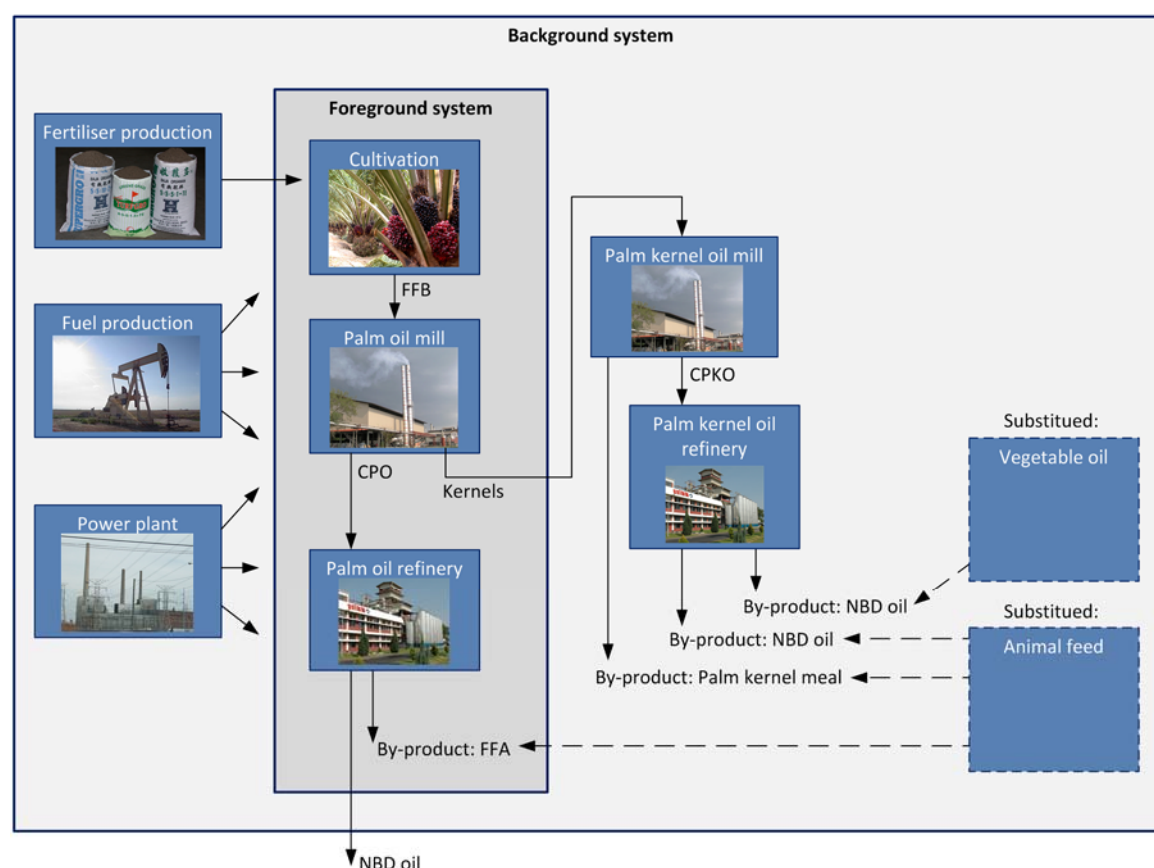 Background system
Foreground system
Fertiliser production
Cultivation
FFB
Fuel production
Palm oil mill
CPO
Kernels
Power plant
Palm oil refinery
By-product: FFA
NBD oil
Palm kernel oil mill
CPKO
Palm kernel oil
refinery
By-product: NBD oil
By-product: NBD oil
By-product: Palm kernel meal
Substitued:
Vegetable oil
Substitued:
Animal feed